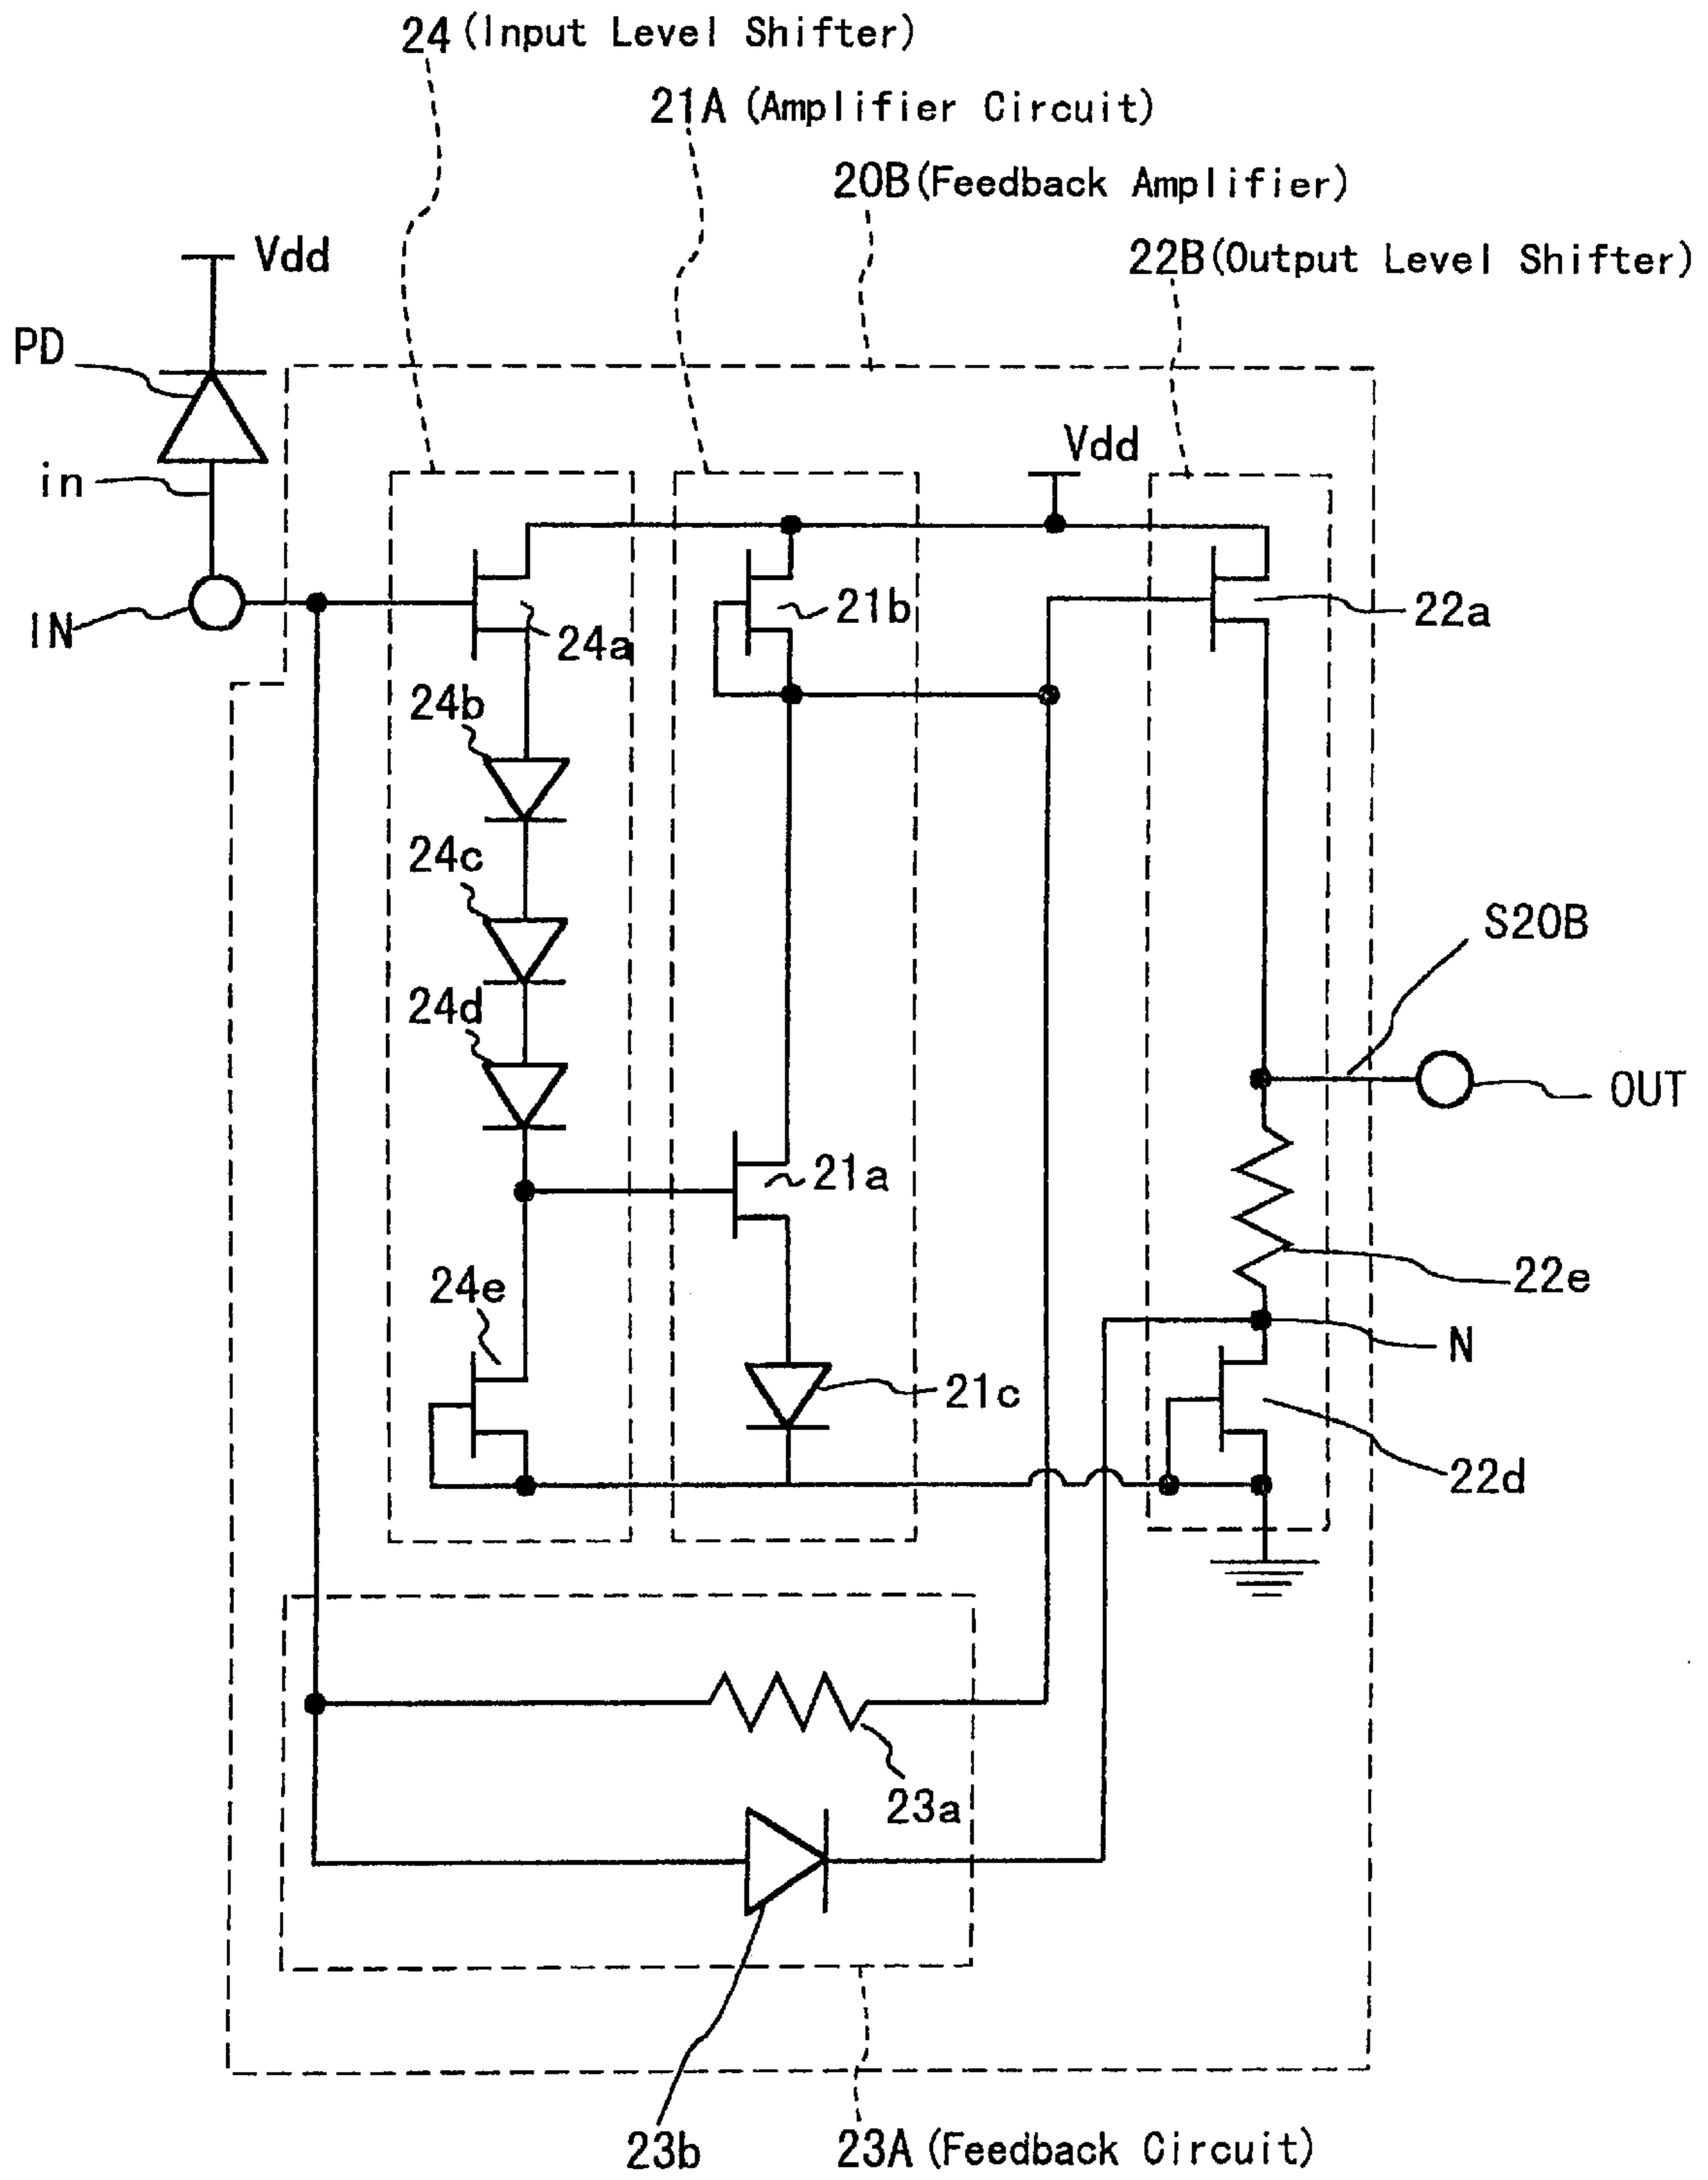 24 (Input Level Shifter)
21A (Amplifier Circuit)
20B (Feedback Amplifier)
22B (Output Level Shifter)
Vdd
PD
in
IN
Vdd
24a
21b
22a
24b
24c
24d
S20B
OUT
21a
22e
24e
N
21c
22d
23a
23b
23A (Feedback Circuit)